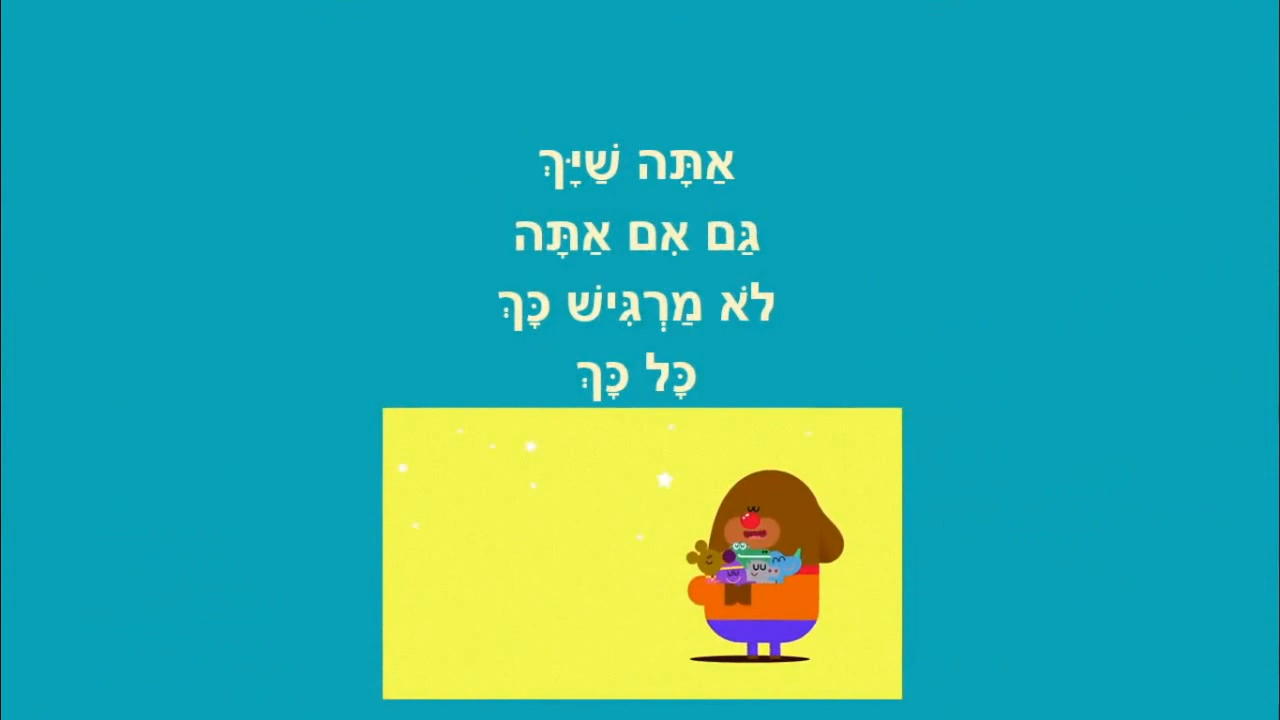 אַתָּה שַׁיָּךְ
גַּם אִם אַתָּה
לֹא מַרְגִּישׁ כָּךְ
כָּל כָּךְ